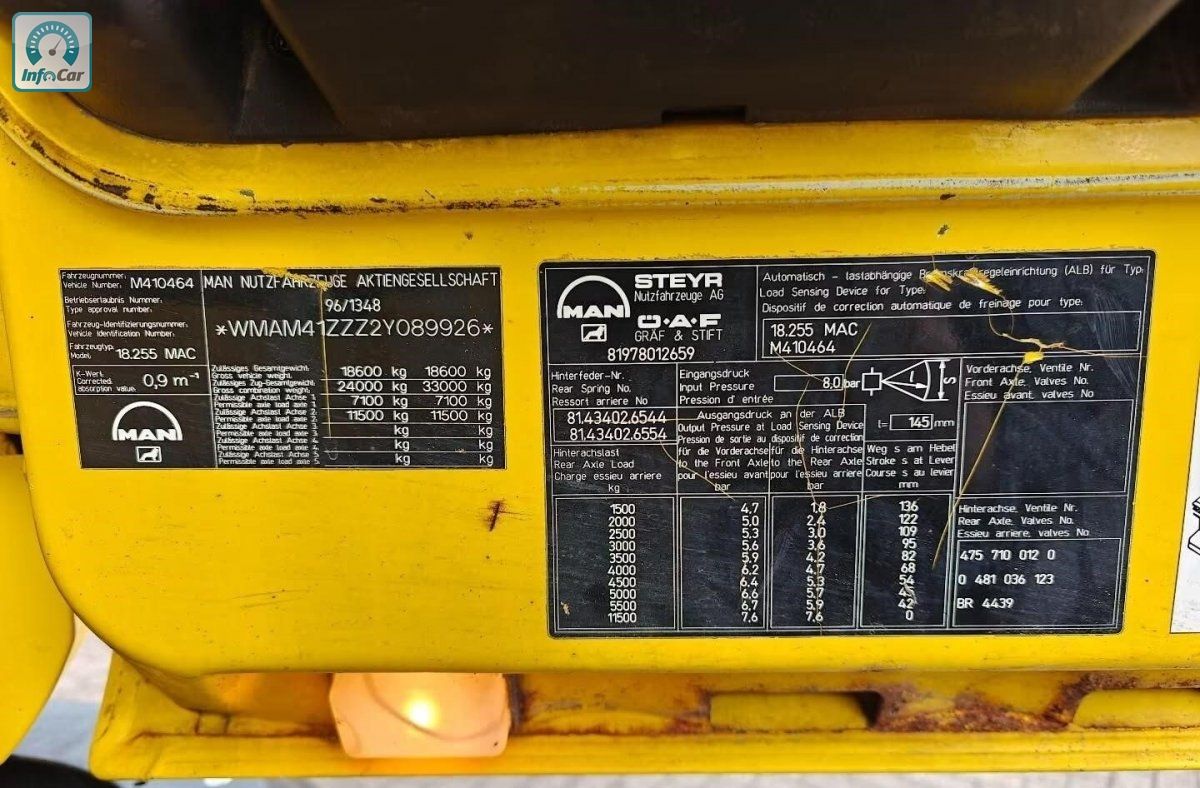 InfoCar
Fahrzeugnummer:
Vehicle Number:
M410464
MAN NUTZFAHRZEUGE AKTIENGESELLSCHAFT
Betriebserlaubnis Nummer:
Type approval number:
96/1348
Fahrzeug-Identifizierungsnummer:
Vehicle Identification Number:
*WMAM41ZZZ2Y089926*
Fahrzeugtyp:
Model:
18.255 MAC
K-Wert:
Corrected
absorption value:
0,9 m⁻¹
MAN
Zulässiges Gesamtgewicht
Gross vehicle weight
18600 kg 18600 kg
Zulässiges Zug-Gesamtgewicht
Gross combination weight
24000 kg 33000 kg
Zulässige Achslast Achse 1
Permissible axle load axle 1
7100 kg 7100 kg
Zulässige Achslast Achse 2
Permissible axle load axle 2
11500 kg 11500 kg
Zulässige Achslast Achse 3
Permissible axle load axle 3
kg kg
Zulässige Achslast Achse 4
Permissible axle load axle 4
kg kg
Zulässige Achslast Achse 5
Permissible axle load axle 5
kg kg
MAN
STEYR
Nutzfahrzeuge AG
Ö·A·F
GRÄF & STIFT
81978012659
Automatisch - lastabhängige (ALB) für Typ:
Load Sensing Device for Type:
Dispositif de correction automatique de freinage pour type:
18.255 MAC
M410464
Hinterfeder-Nr.
Rear Spring No.
Ressort arriere No
81.43402.6544
81.43402.6554
Eingangsdruck
Input Pressure
Pression d´entrée
8,0 bar
L
S
l= 145 mm
Ausgangsdruck an der ALB
Output Pressure at Load Sensing Device
Pression de sortie au dispositif de correction
Hinterachslast
Rear Axle Load
Charge essieu arriere
kg
für die Vorderachse
to the Front Axle
pour l'essieu avant
bar
für die Hinterachse
to the Rear Axle
pour l'essieu arriere
bar
Weg s am Hebel
Stroke s at Lever
Course s au levier
mm
1500 4.7 1.8 136
2000 5.0 2.4 122
2500 5.3 3.0 109
3000 5.6 3.6 95
3500 5.9 4.2 82
4000 6.2 4.7 68
4500 6.4 5.3 54
5000 6.6 5.7
5500 6.7 5.9 42
11500 7.6 7.6 0
Vorderachse, Ventile Nr.
Front Axle, Valves No.
Essieu avant, valves No.
Hinterachse, Ventile Nr.
Rear Axle, Valves No.
Essieu arriere, valves No.
475 710 012 0
0 481 036 123
BR 4439